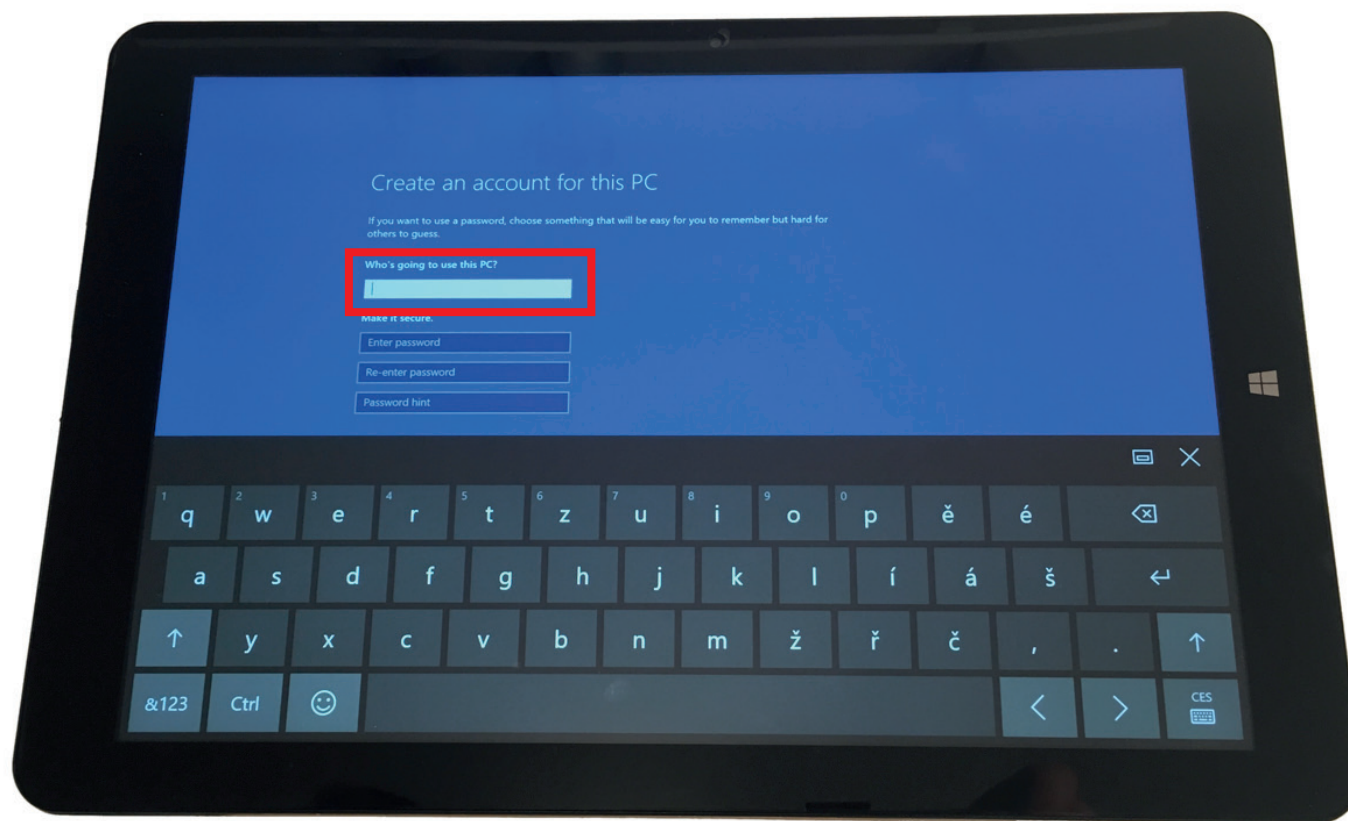 Create an account for this PC
If you want to use a password, choose something that will be easy for you to remember but hard for
others to guess.
Who's going to use this PC?
Make it secure.
Enter password
Re-enter password
Password hint
1 q 2 w 3 e 4 r 5 t 6 z 7 u 8 i 9 o 0 p ě é
a s d f g h j k l í á š
y x c v b n m ž ř č , .
&123 Ctrl CES